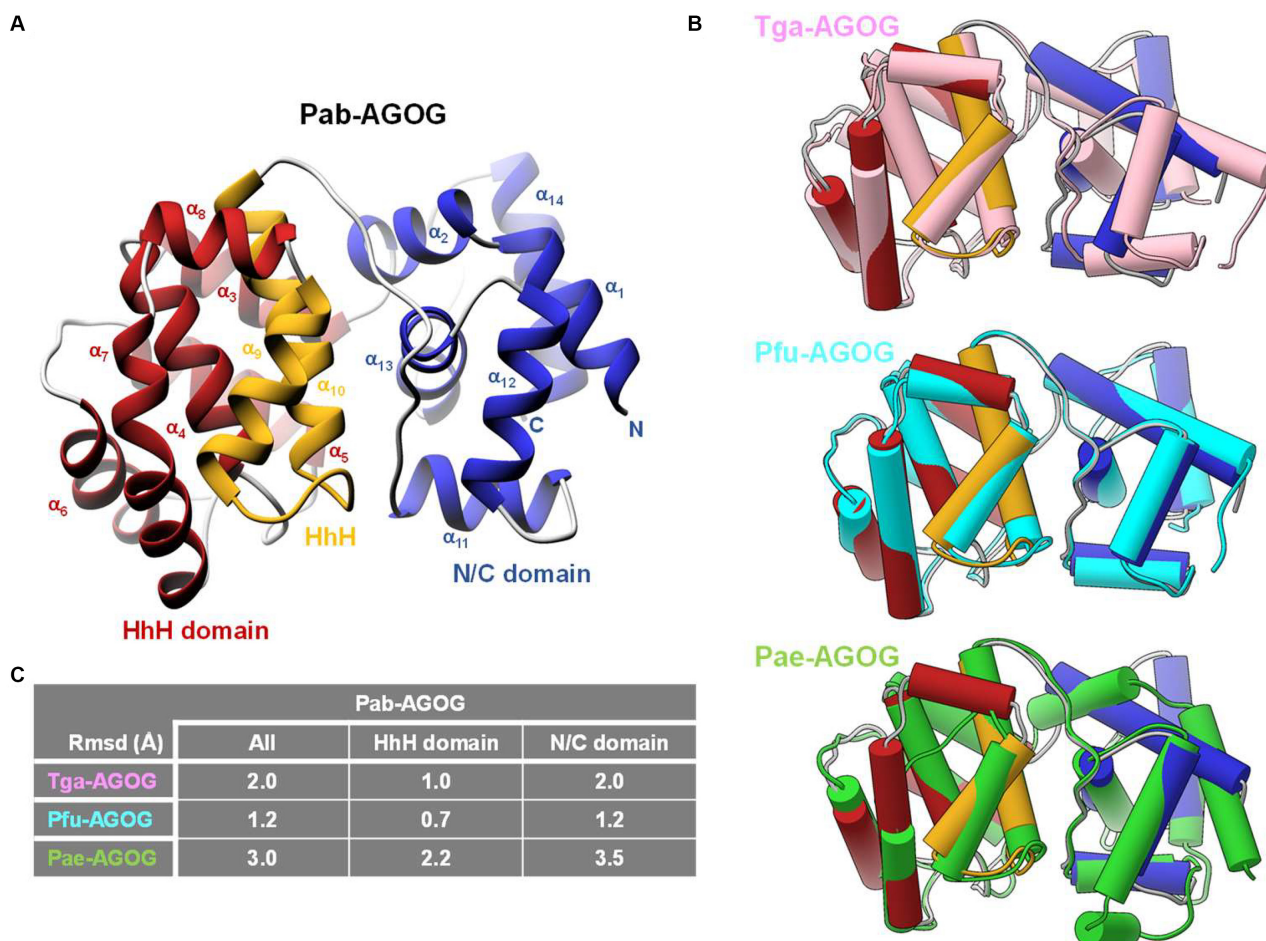 A
Pab-AGOG
α8
α2
α14
α3
α1
α7
α9
α13
α12
α10
α4
C
N
α5
α6
HhH
α11
N/C domain
HhH domain
B
Tga-AGOG
Pfu-AGOG
Pae-AGOG
C
Pab-AGOG
Rmsd (Å) All HhH domain N/C domain
Tga-AGOG 2.0 1.0 2.0
Pfu-AGOG 1.2 0.7 1.2
Pae-AGOG 3.0 2.2 3.5